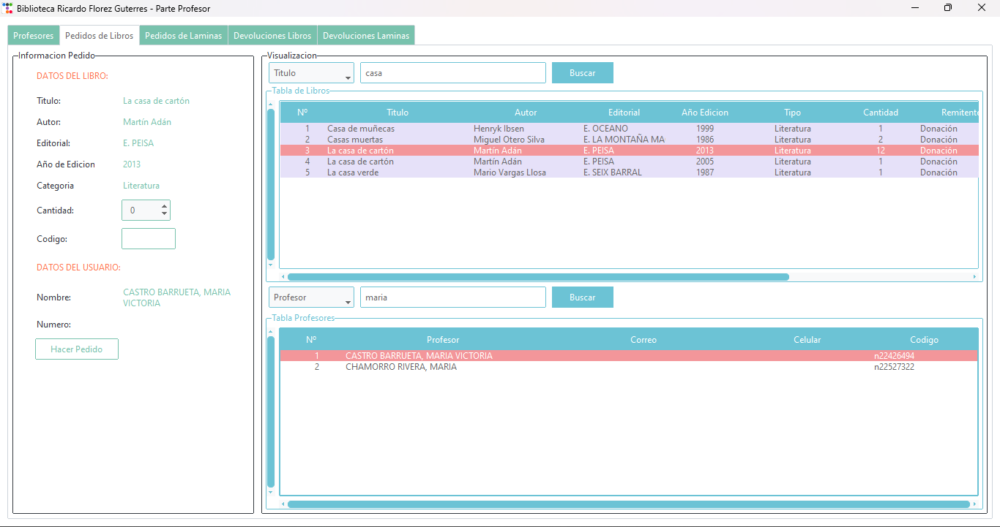 Biblioteca Ricardo Florez Guterres - Parte Profesor
Profesores Pedidos de Libros Pedidos de Laminas Devoluciones Libros Devoluciones Laminas
Informacion Pedido
DATOS DEL LIBRO:
Titulo: La casa de cartón
Autor: Martín Adán
Editorial: E. PEISA
Año de Edicion 2013
Categoria Literatura
Cantidad: 0
Codigo:
DATOS DEL USUARIO:
Nombre: CASTRO BARRUETA, MARIA
VICTORIA
Numero:
Hacer Pedido
Visualizacion
Titulo casa Buscar
Tabla de Libros
Nº Titulo Autor Editorial Año Edicion Tipo Cantidad Remitente
1 Casa de muñecas Henryk Ibsen E. OCEANO 1999 Literatura 1 Donación
2 Casas muertas Miguel Otero Silva E. LA MONTAÑA MA 1986 Literatura 2 Donación
3 La casa de cartón Martín Adán E. PEISA 2013 Literatura 12 Donación
4 La casa de cartón Martín Adán E. PEISA 2005 Literatura 1 Donación
5 La casa verde Mario Vargas Llosa E. SEIX BARRAL 1987 Literatura 1 Donación
Profesor maria Buscar
Tabla Profesores
Nº Profesor Correo Celular Codigo
1 CASTRO BARRUETA, MARIA VICTORIA n22426494
2 CHAMORRO RIVERA, MARIA n22527322